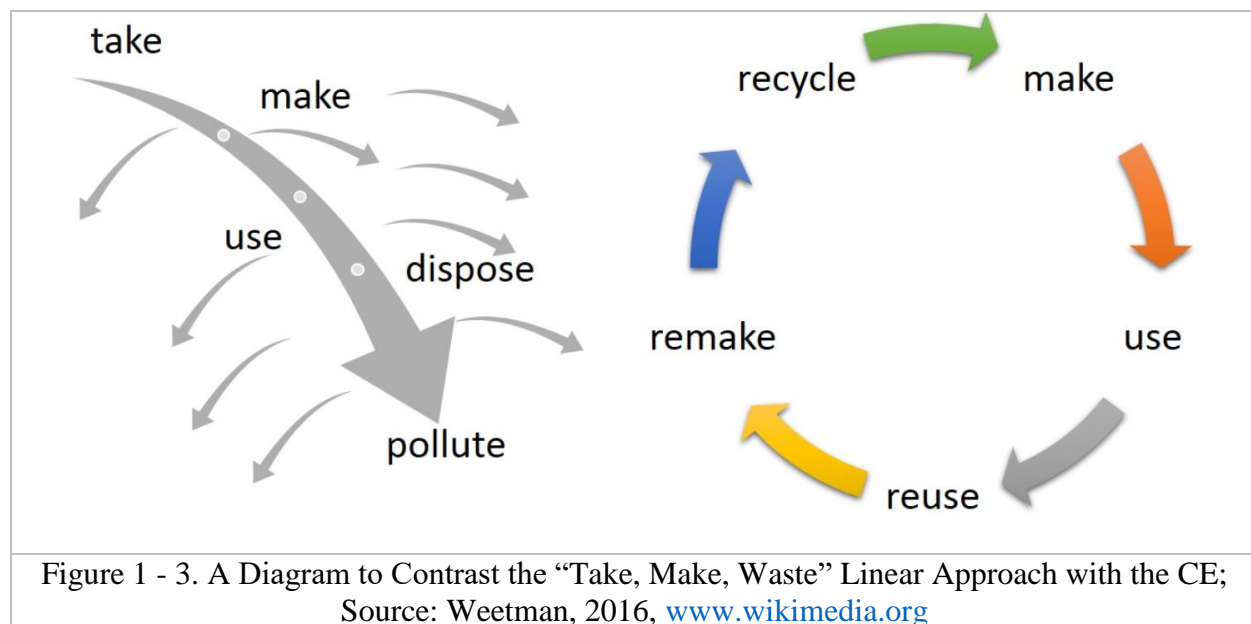 take
make
use
dispose
pollute
recycle
make
remake
use
reuse
Figure 1 - 3. A Diagram to Contrast the “Take, Make, Waste” Linear Approach with the CE;
Source: Weetman, 2016, www.wikimedia.org